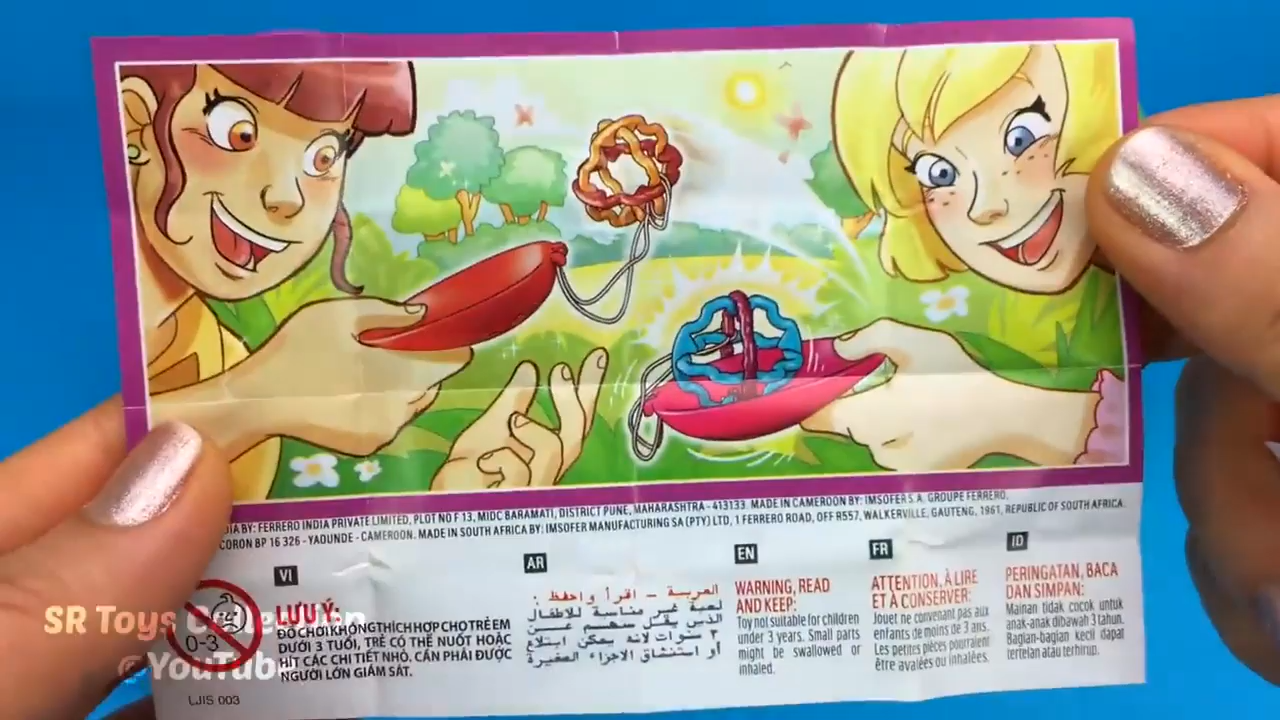 DIA BY: FERRERO INDIA PRIVATE LIMITED, PLOT NO F 13, MIDC BARAMATI, DISTRICT PUNE, MAHARASHTRA - 413133. MADE IN CAMEROON BY: IMSOFER S.A. GROUPE FERRERO,
CORON BP 16 326 - YAOUNDE - CAMEROON. MADE IN SOUTH AFRICA BY: IMSOFER MANUFACTURING SA (PTY) LTD, 1 FERRERO ROAD, OFF R557, WALKERVILLE, GAUTENG, 1961, REPUBLIC OF SOUTH AFRICA.
VI
LƯU Ý:
ĐỒ CHƠI KHÔNG THÍCH HỢP CHO TRẺ EM
DƯỚI 3 TUỔI, TRẺ CÓ THỂ NUỐT HOẶC
HÍT CÁC CHI TIẾT NHỎ. CẦN PHẢI ĐƯỢC
NGƯỜI LỚN GIÁM SÁT.
AR
العربية - اقرأ واحفظ :
لعبة غير مناسبة للاطفال
الذين يقل سنهم عن
٣ سنوات لانه يمكن ابتلاع
أو استنشاق الاجزاء الصغيرة
EN
WARNING, READ
AND KEEP:
Toy not suitable for children
under 3 years. Small parts
might be swallowed or
inhaled.
FR
ATTENTION, À LIRE
ET À CONSERVER:
Jouet ne convenant pas aux
enfants de moins de 3 ans.
Les petites pièces pourraient
être avalées ou inhalées.
ID
PERINGATAN, BACA
DAN SIMPAN:
Mainan tidak cocok untuk
anak-anak dibawah 3 tahun.
Bagian-bagian kecil dapat
tertelan atau terhirup.
0-3
LJIS 003
SR Toys Collection
@YouTube